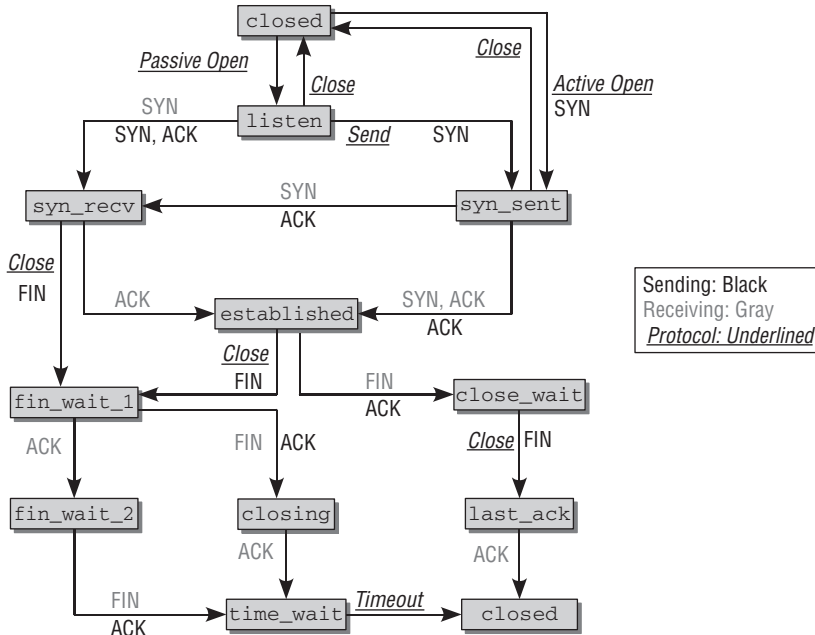 closed
Passive Open
Close
Close
Active Open
SYN
SYN
SYN, ACK
listen
Send
SYN
syn_recv
SYN
ACK
syn_sent
Close
FIN
ACK
established
SYN, ACK
ACK
Sending: Black
Receiving: Gray
Protocol: Underlined
Close
FIN
FIN
ACK
fin_wait_1
close_wait
ACK
FIN
ACK
Close
FIN
fin_wait_2
closing
last_ack
ACK
ACK
FIN
ACK
time_wait
Timeout
closed